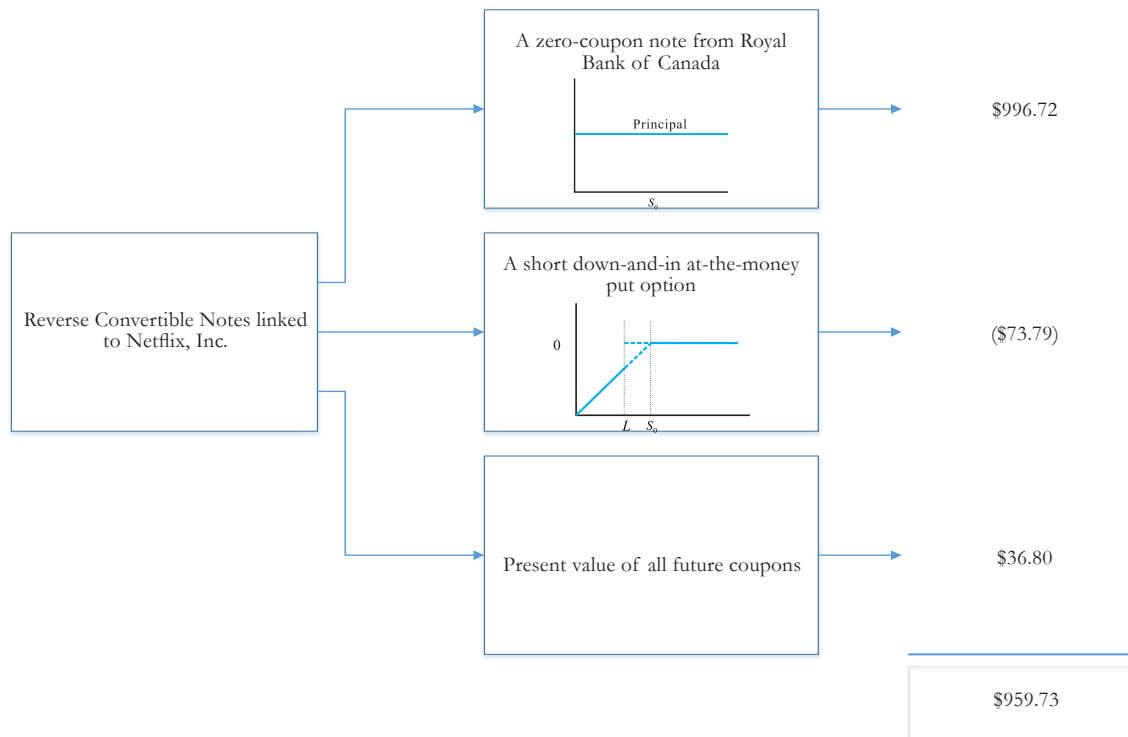 A zero-coupon note from Royal
Bank of Canada
Principal
S₀
$996.72
Reverse Convertible Notes linked
to Netflix, Inc.
A short down-and-in at-the-money
put option
0
L S₀
($73.79)
Present value of all future coupons
$36.80
$959.73